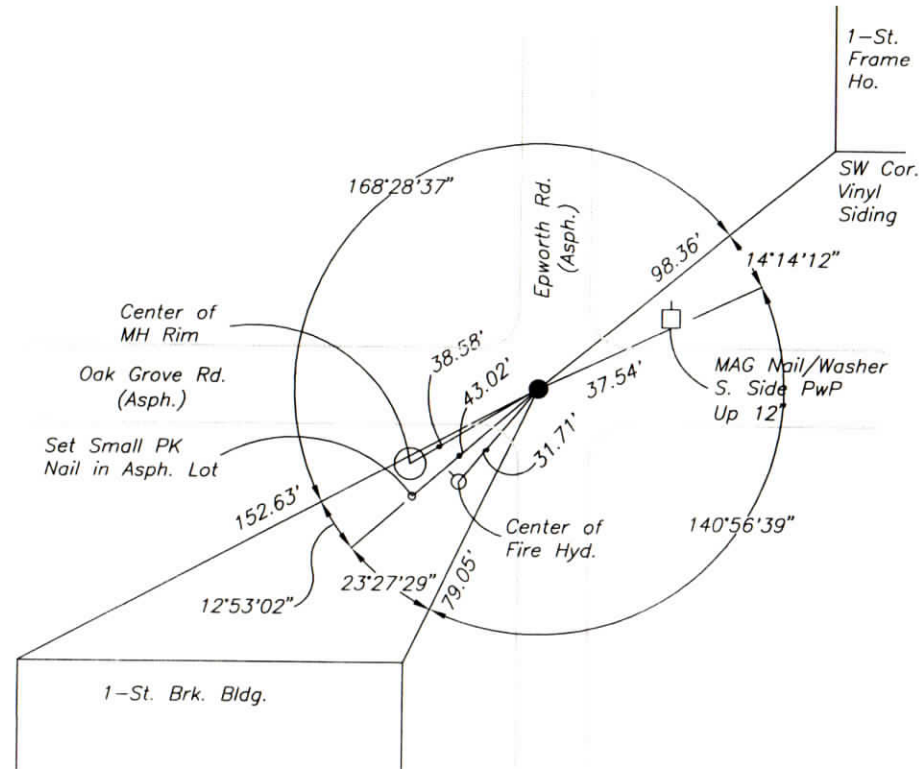 1-St.
Frame
Ho.
SW Cor.
Vinyl
Siding
168°28'37"
Epworth Rd.
(Asph.)
98.36'
14°14'12"
Center of
MH Rim
38.58'
Oak Grove Rd.
(Asph.)
43.02'
37.54'
MAG Nail/Washer
S. Side PwP
Up 12"
Set Small PK
Nail in Asph. Lot
31.71'
152.63'
Center of
Fire Hyd.
140°56'39"
12°53'02"
23°27'29"
79.05'
1-St. Brk. Bldg.